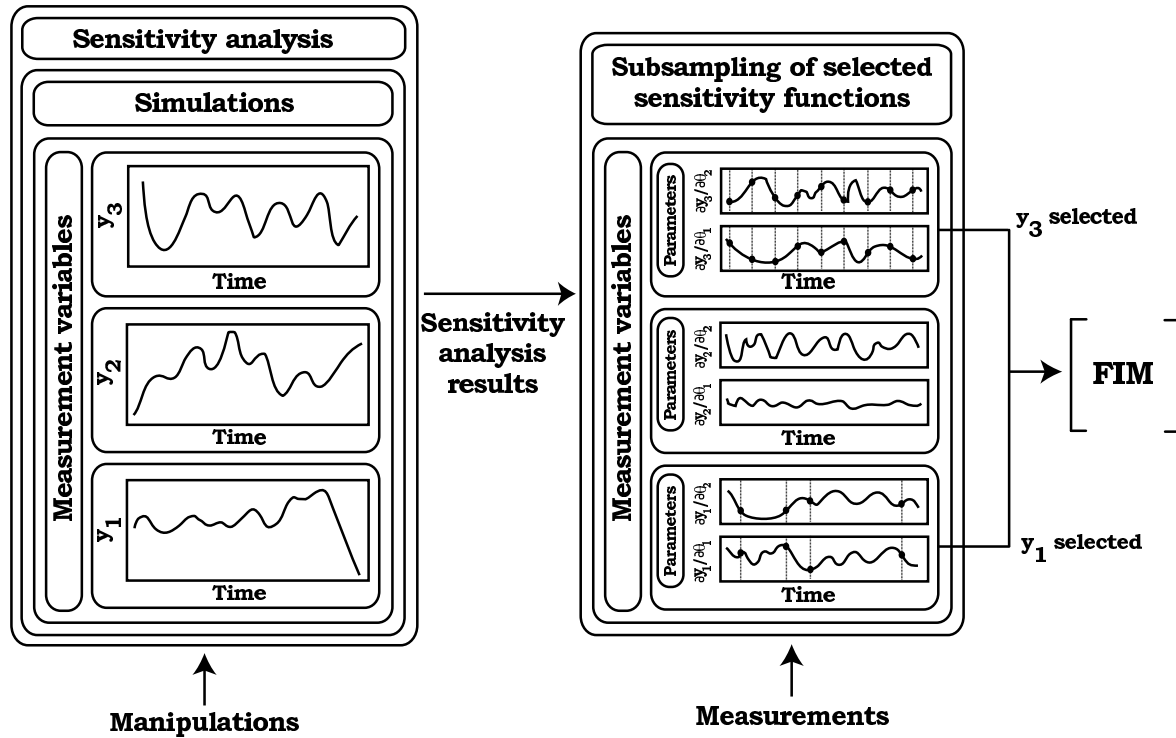 Sensitivity analysis
Simulations
Measurement variables
y3
Time
y2
Time
y1
Time
Manipulations
Sensitivity
analysis
results
Subsampling of selected
sensitivity functions
Measurement variables
Parameters
∂y3/∂θ2
∂y3/∂θ1
Time
Parameters
∂y2/∂θ2
∂y2/∂θ1
Time
Parameters
∂y1/∂θ2
∂y1/∂θ1
Time
Measurements
y3 selected
FIM
y1 selected